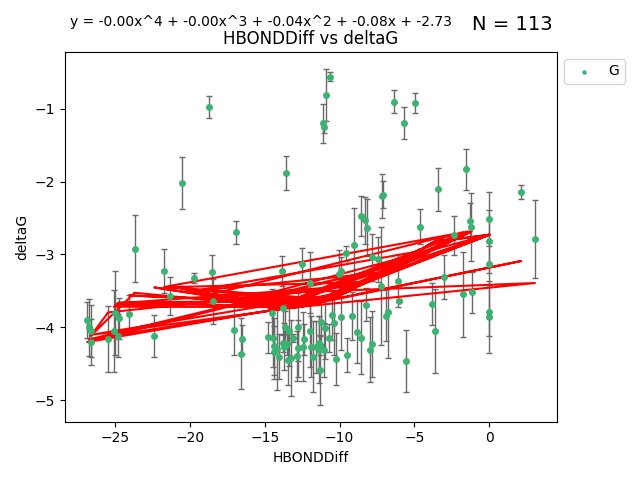 y = -0.00x^4 + -0.00x^3 + -0.04x^2 + -0.08x + -2.73
N = 113
HBONDDiff vs deltaG
G
−1
−2
−3
−4
−5
deltaG
−25
−20
−15
−10
−5
0
HBONDDiff